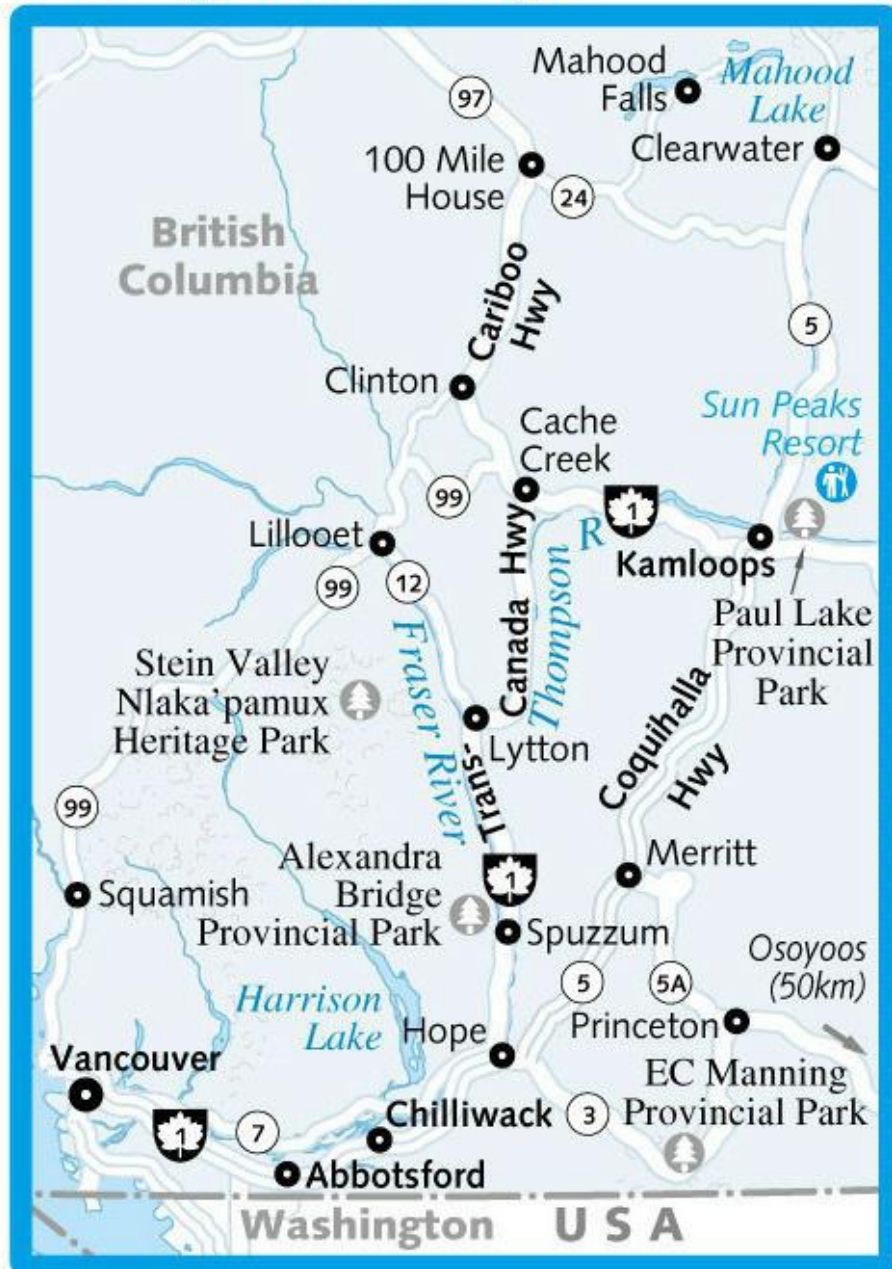 97
Mahood
Falls
Mahood
Lake
100 Mile
House
Clearwater
24
British
Columbia
Cariboo
Hwy
5
Clinton
Sun Peaks
Resort
Cache
Creek
99
1
Lillooet
Kamloops
99
12
Trans-Canada Hwy
Thompson R
Paul Lake
Provincial
Park
Stein Valley
Nlaka'pamux
Heritage Park
Fraser River
Lytton
Coquihalla
Hwy
99
Alexandra
Bridge
Provincial Park
1
Merritt
Squamish
Spuzzum
Osoyoos
(50km)
5
5A
Harrison
Lake
Hope
Princeton
Vancouver
EC Manning
Provincial Park
1
7
Chilliwack
3
Abbotsford
Washington
USA